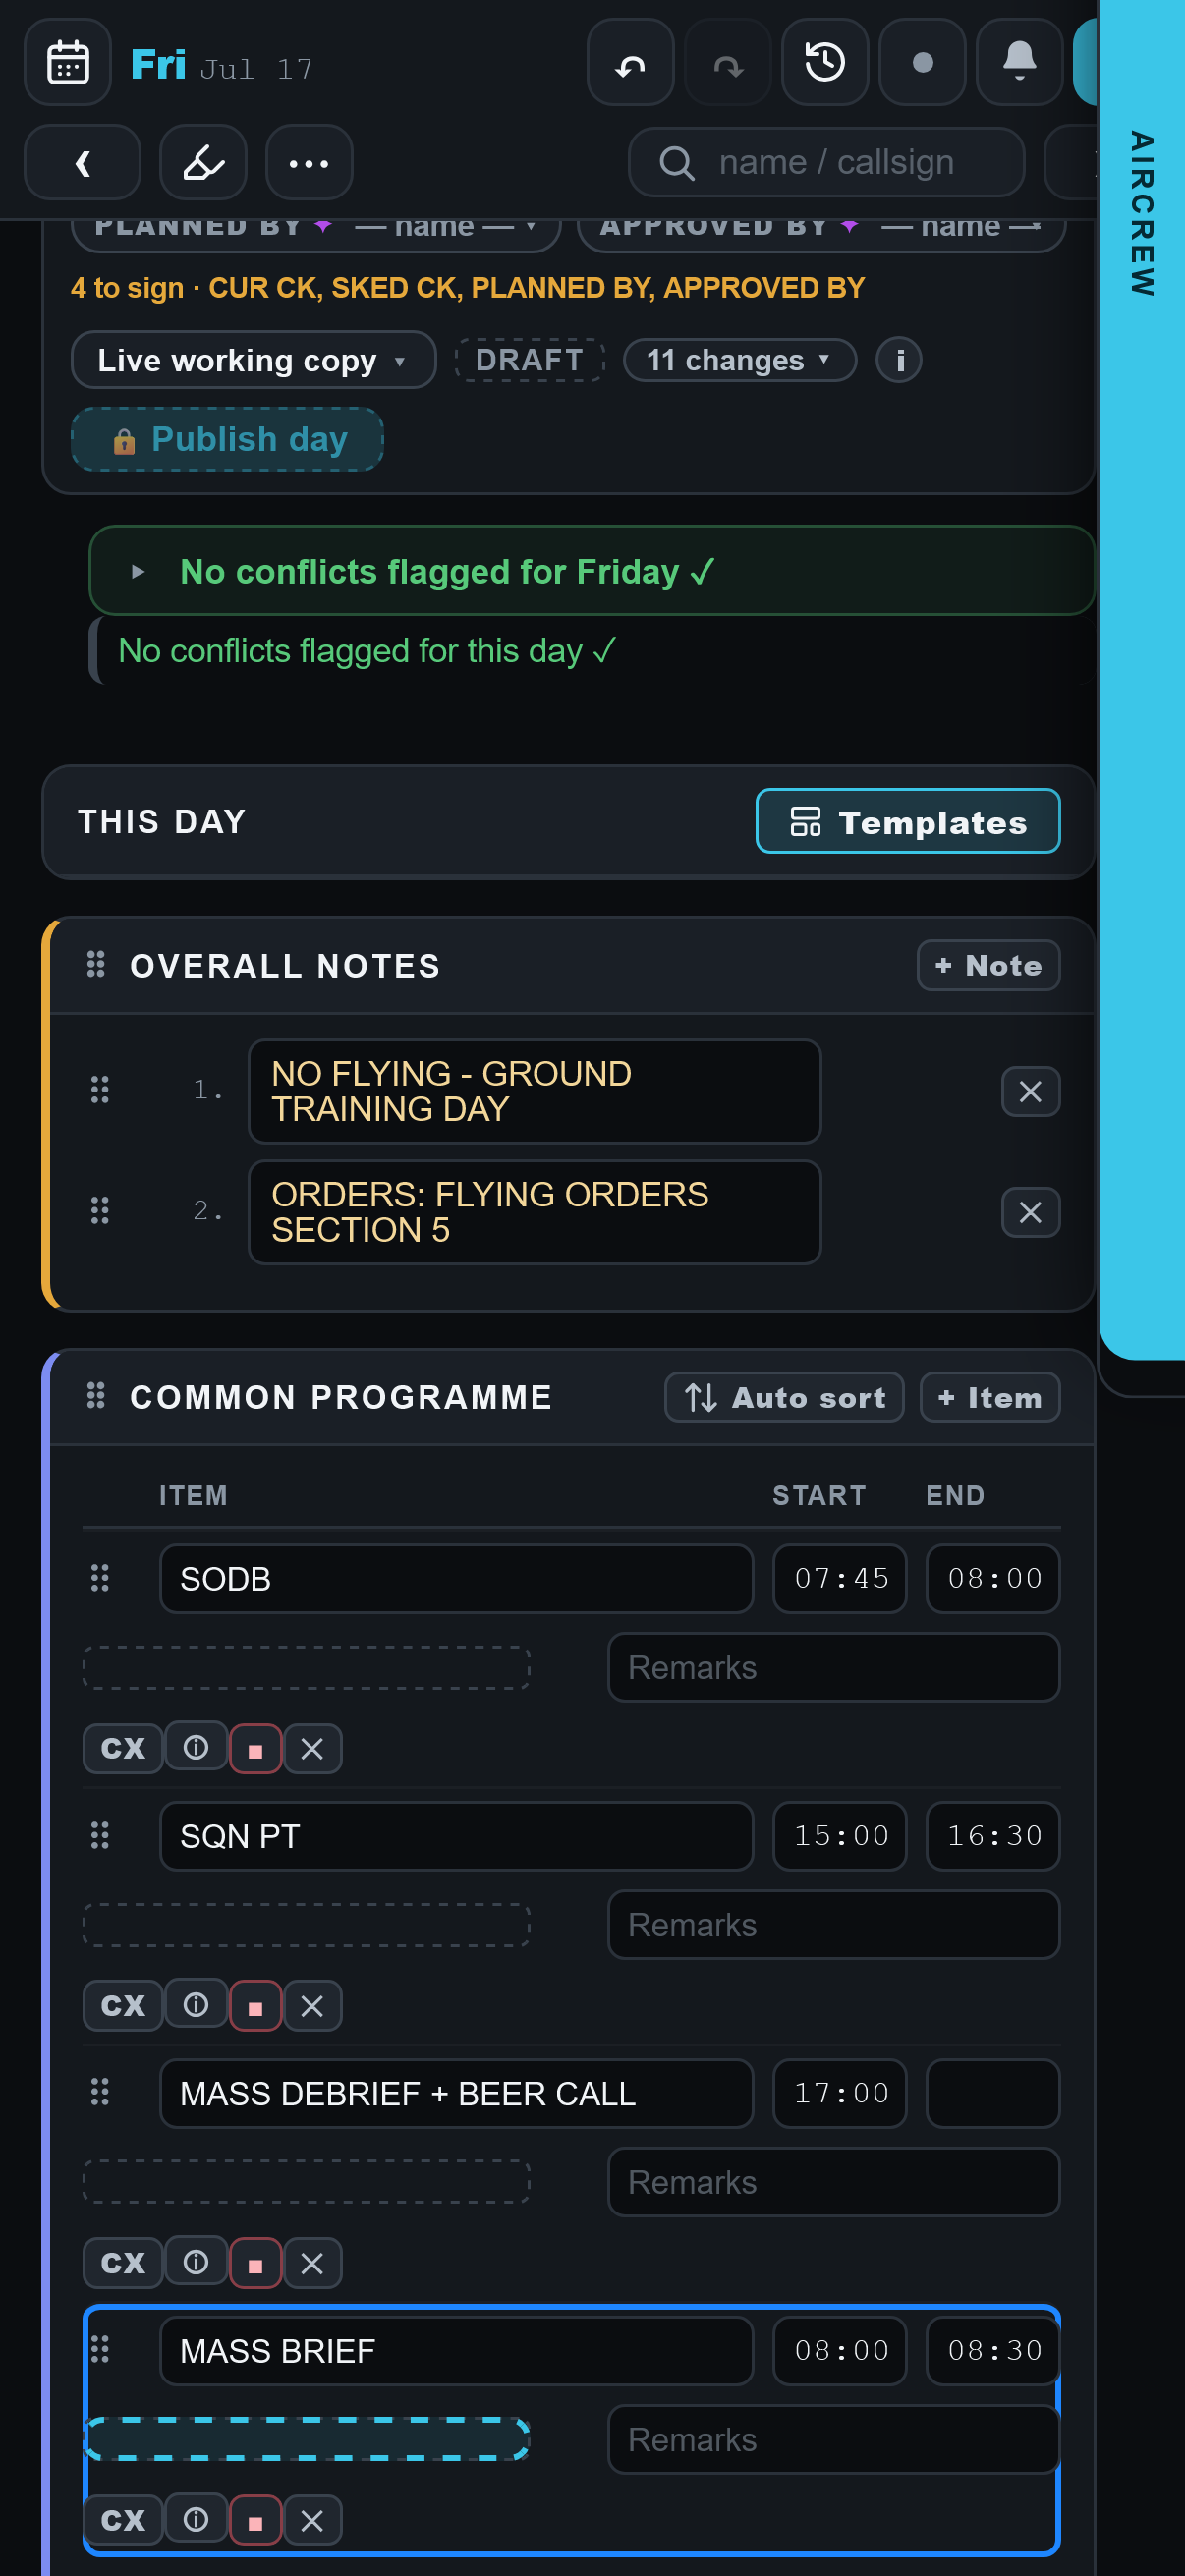 Fri Jul 17
name / callsign
AIRCREW
PLANNED BY — name — APPROVED BY — name —
4 to sign · CUR CK, SKED CK, PLANNED BY, APPROVED BY
Live working copy DRAFT 11 changes i
Publish day
No conflicts flagged for Friday ✓
No conflicts flagged for this day ✓
THIS DAY Templates
OVERALL NOTES + Note
1. NO FLYING - GROUND
TRAINING DAY
2. ORDERS: FLYING ORDERS
SECTION 5
COMMON PROGRAMME Auto sort + Item
ITEM START END
SODB 07:45 08:00
Remarks
CX
SQN PT 15:00 16:30
Remarks
CX
MASS DEBRIEF + BEER CALL 17:00
Remarks
CX
MASS BRIEF 08:00 08:30
Remarks
CX